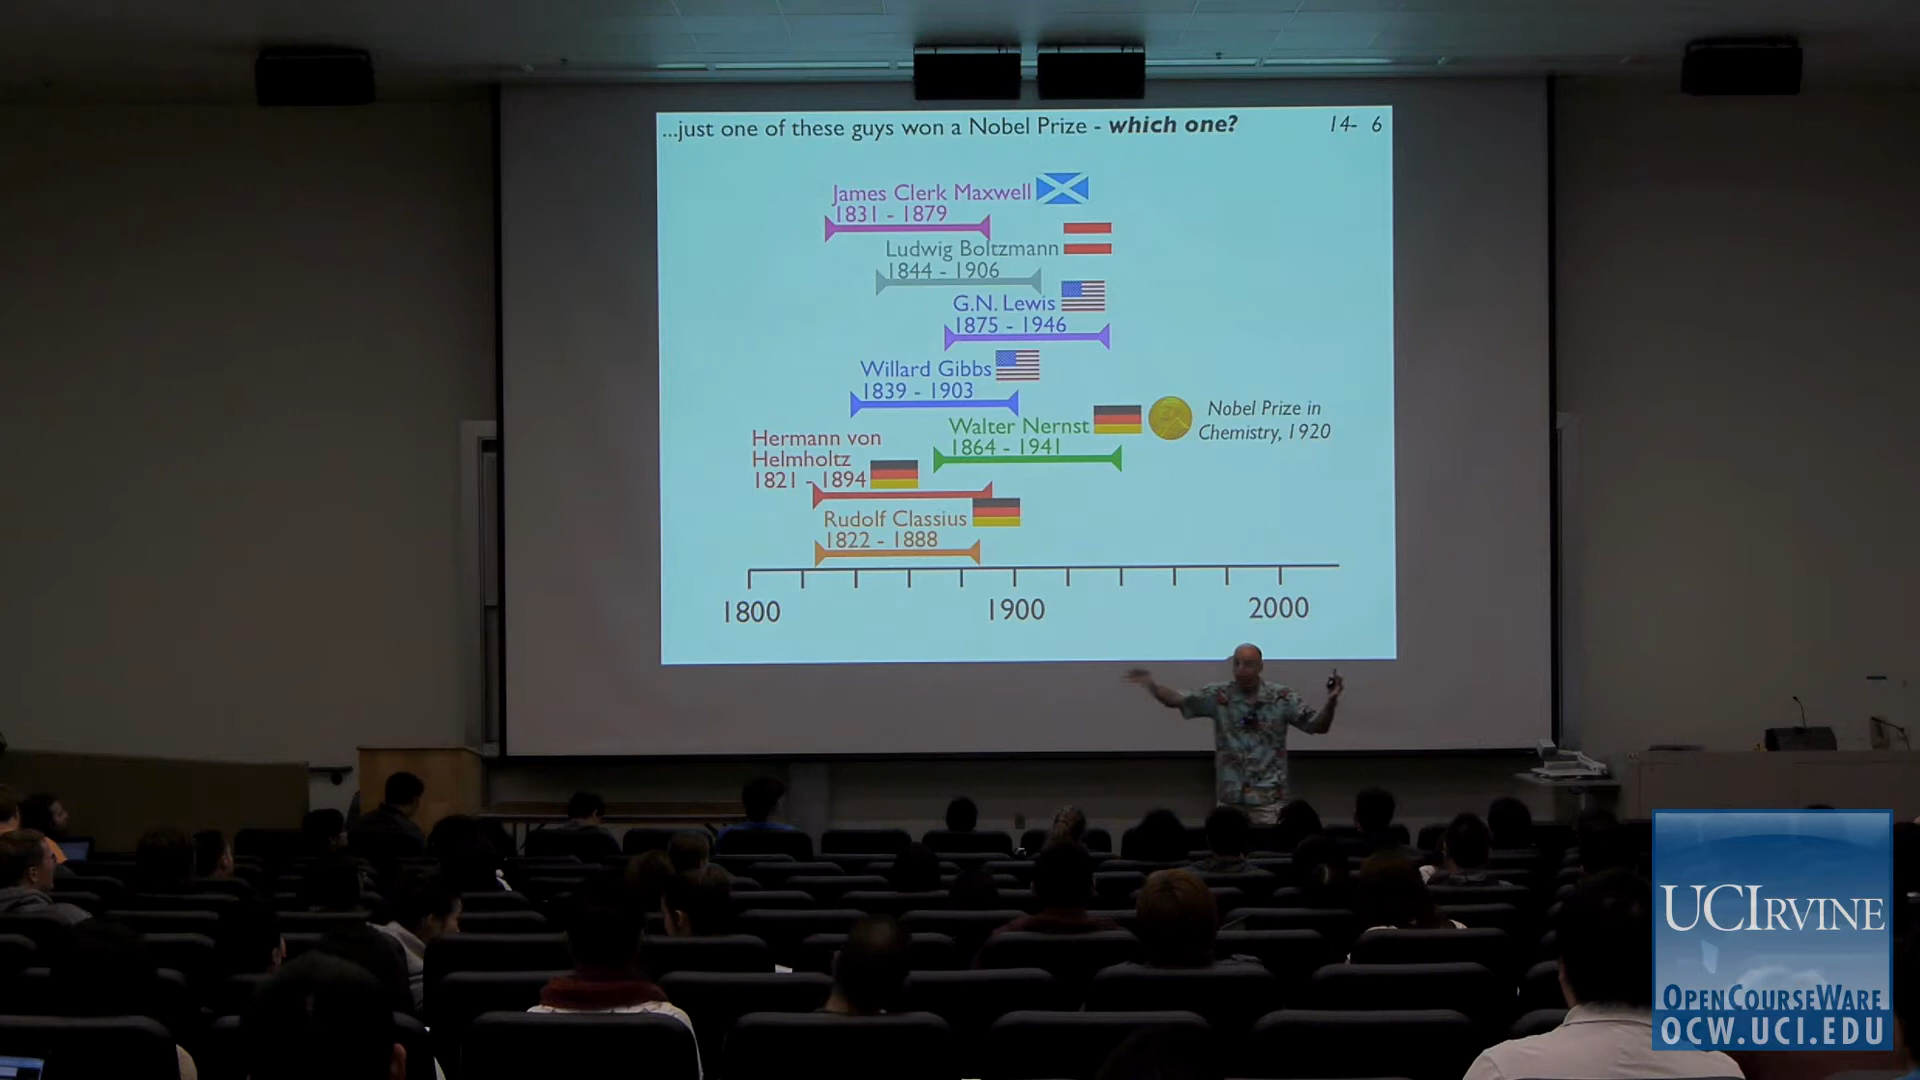 ...just one of these guys won a Nobel Prize - which one? 14- 6
James Clerk Maxwell
1831 - 1879
Ludwig Boltzmann
1844 - 1906
G.N. Lewis
1875 - 1946
Willard Gibbs
1839 - 1903
Walter Nernst
1864 - 1941
Nobel Prize in
Chemistry, 1920
Hermann von
Helmholtz
1821 - 1894
Rudolf Classius
1822 - 1888
1800 1900 2000
UCIRVINE
OPENCOURSEWARE
OCW.UCI.EDU